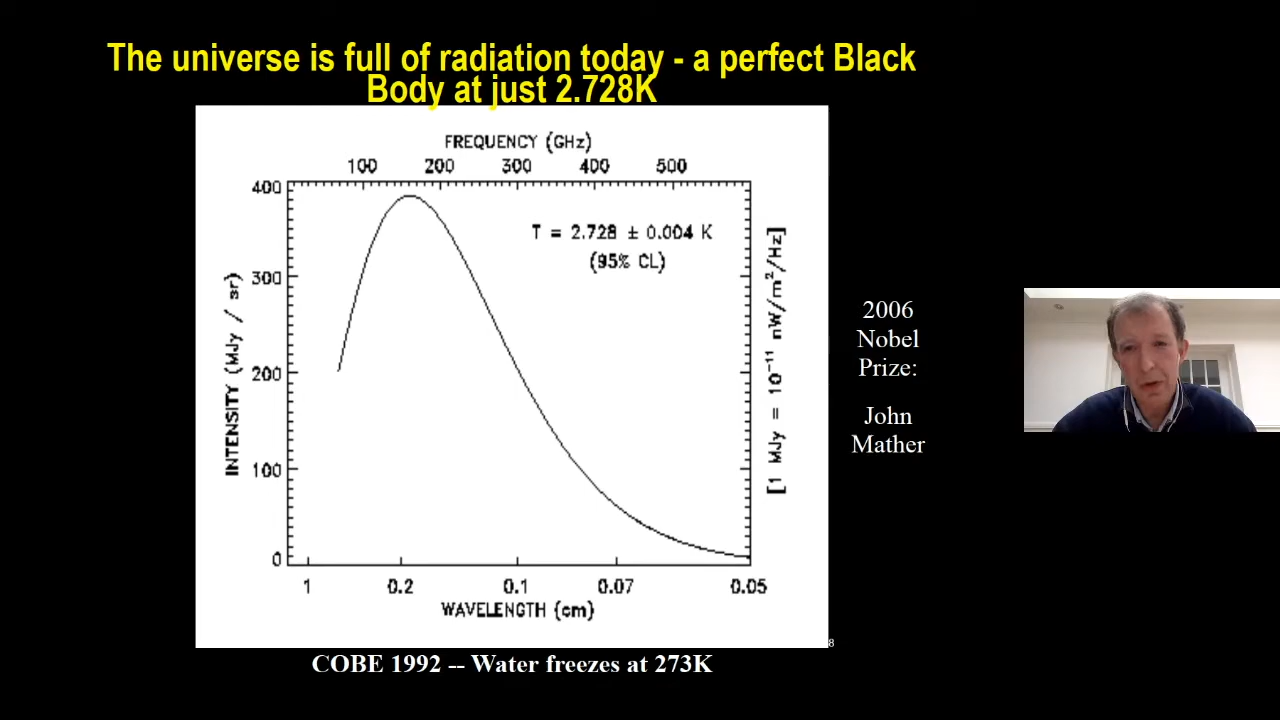 The universe is full of radiation today - a perfect Black
Body at just 2.728K
FREQUENCY (GHz)
100 200 300 400 500
400
300
200
100
0
INTENSITY (MJy / sr)
T = 2.728 ± 0.004 K
(95% CL)
[1 MJy = 10⁻¹¹ nW/m²/Hz]
1 0.2 0.1 0.07 0.05
WAVELENGTH (cm)
2006
Nobel
Prize:
John
Mather
8
COBE 1992 -- Water freezes at 273K